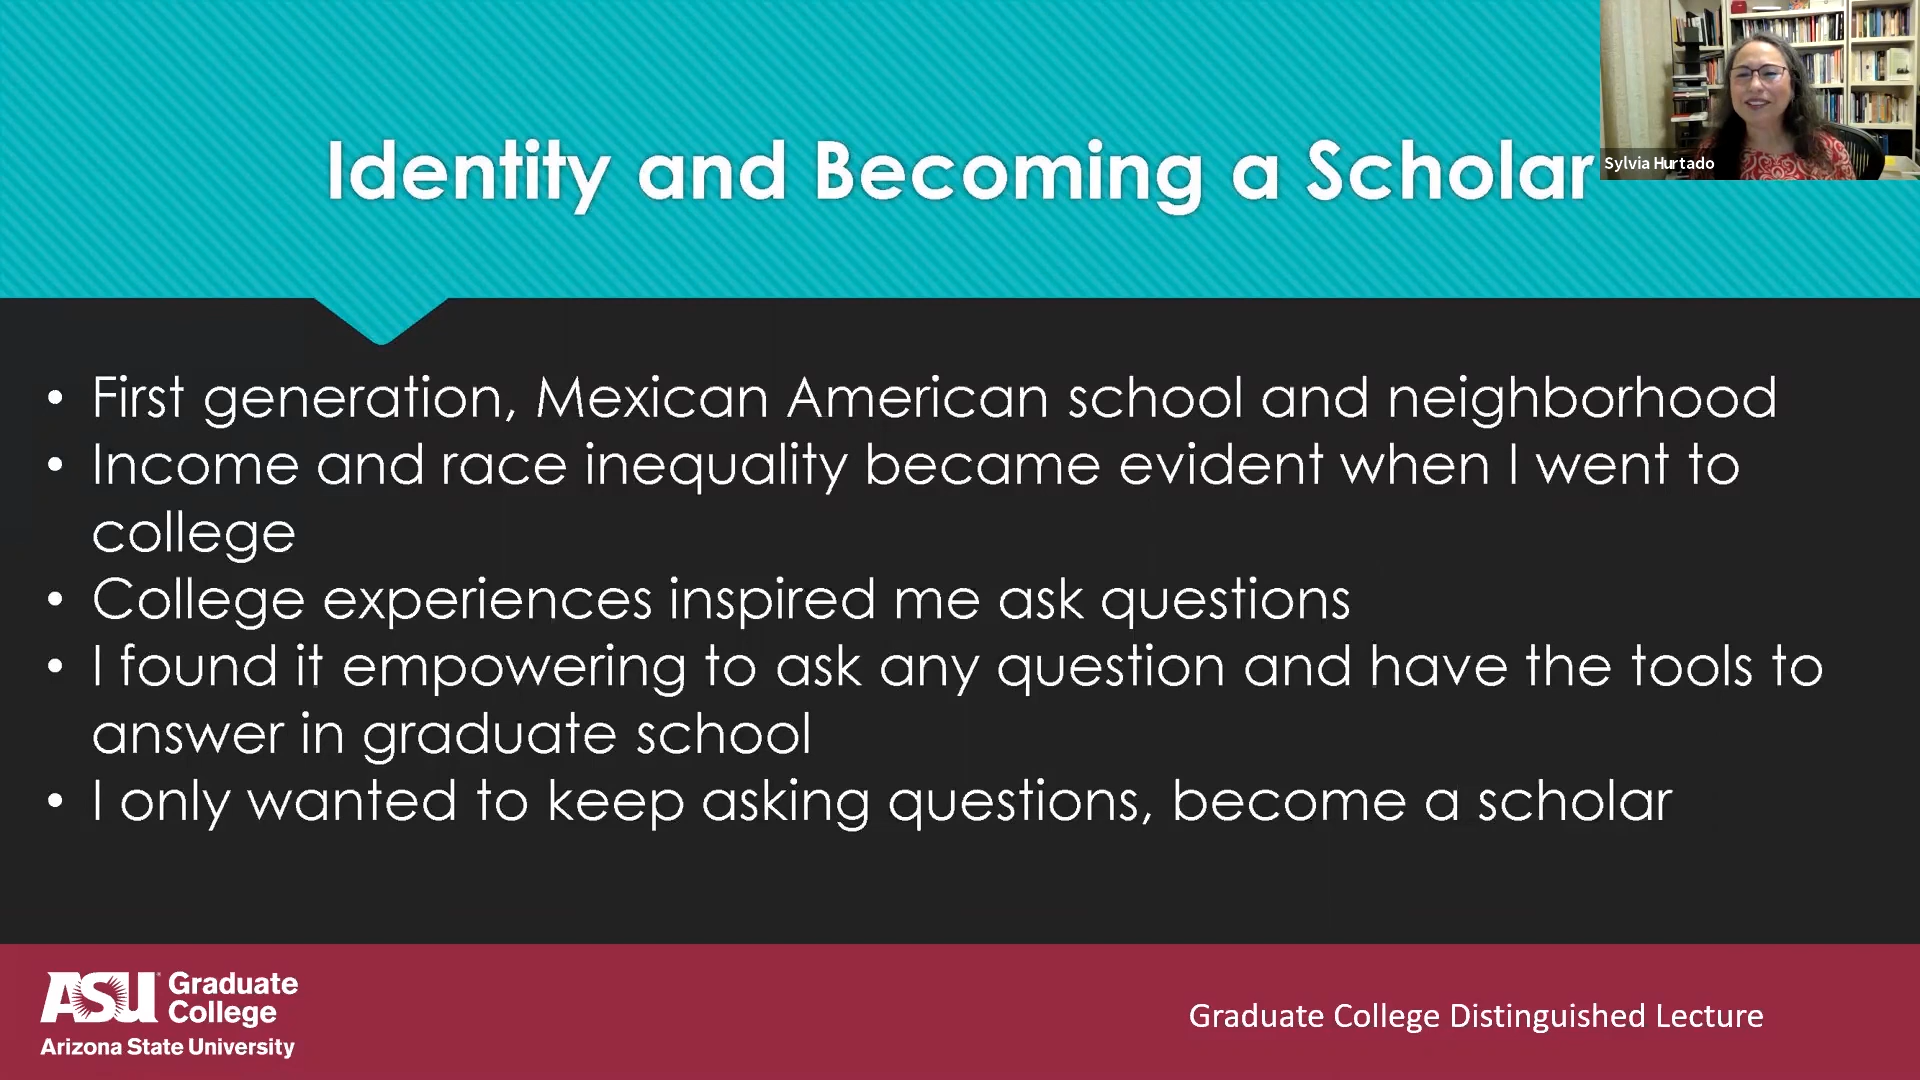 Identity and Becoming a Scholar
Sylvia Hurtado
• First generation, Mexican American school and neighborhood
• Income and race inequality became evident when I went to
college
• College experiences inspired me ask questions
• I found it empowering to ask any question and have the tools to
answer in graduate school
• I only wanted to keep asking questions, become a scholar
ASU Graduate
College
Arizona State University
Graduate College Distinguished Lecture